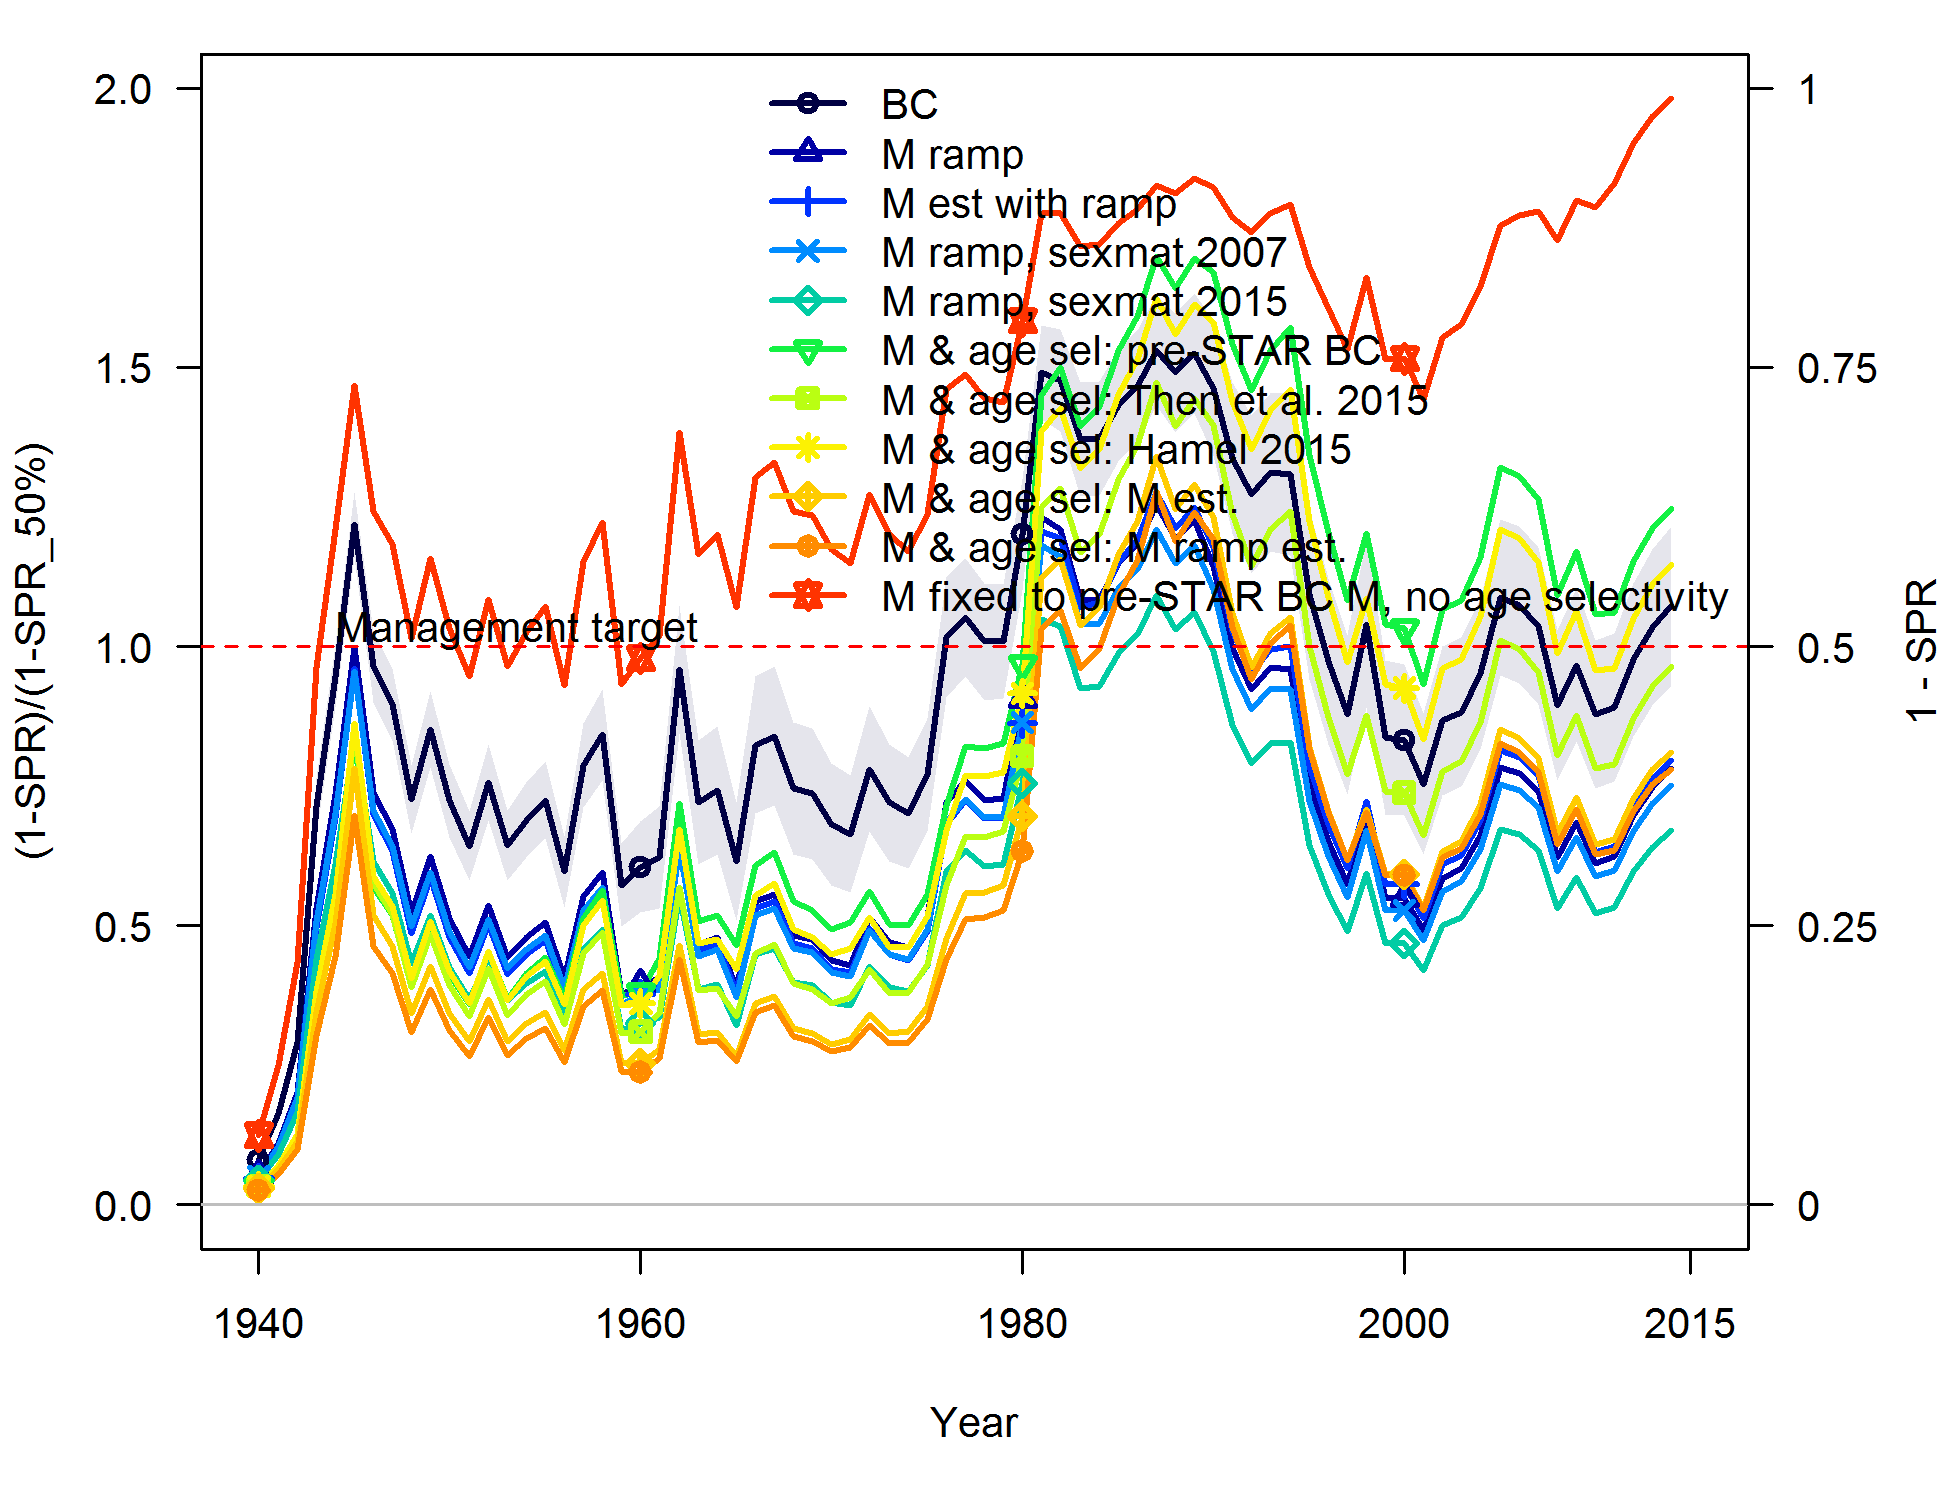 2.0
1.5
1.0
0.5
0.0
(1-SPR)/(1-SPR_50%)
BC
M ramp
M est with ramp
M ramp, sexmat 2007
M ramp, sexmat 2015
M & age sel: pre-STAR BC
M & age sel: Then et al. 2015
M & age sel: Hamel 2015
M & age sel: M est.
M & age sel: M ramp est.
M fixed to pre-STAR BC M, no age selectivity
Management target
1
0.75
0.5
0.25
0
1 - SPR
1940 1960 1980 2000 2015
Year